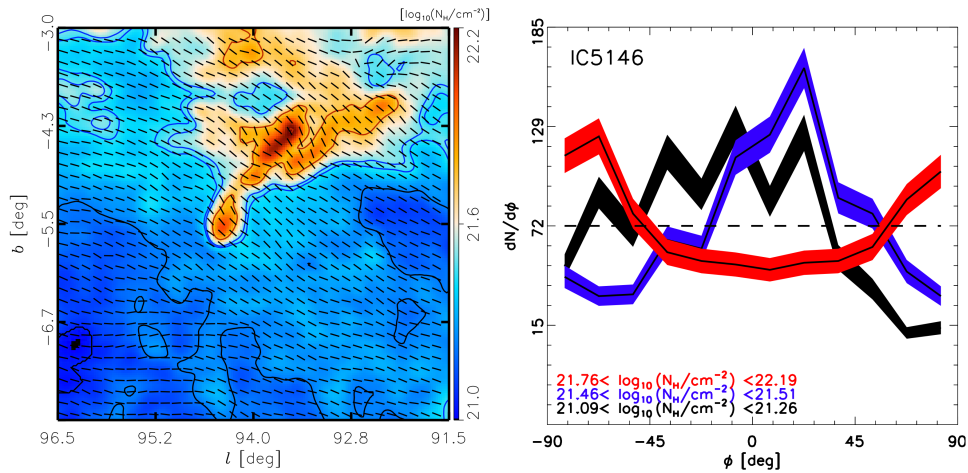 [log₁₀(N_H/cm⁻²)]
-3.0
-4.3
-5.5
-6.7
b [deg]
96.5 95.2 94.0 92.8 91.5
l [deg]
22.2
21.6
21.0
IC5146
185
129
72
15
dN/dϕ
21.76< log₁₀(N_H/cm⁻²) <22.19
21.46< log₁₀(N_H/cm⁻²) <21.51
21.09< log₁₀(N_H/cm⁻²) <21.26
-90 -45 0 45 90
ϕ [deg]